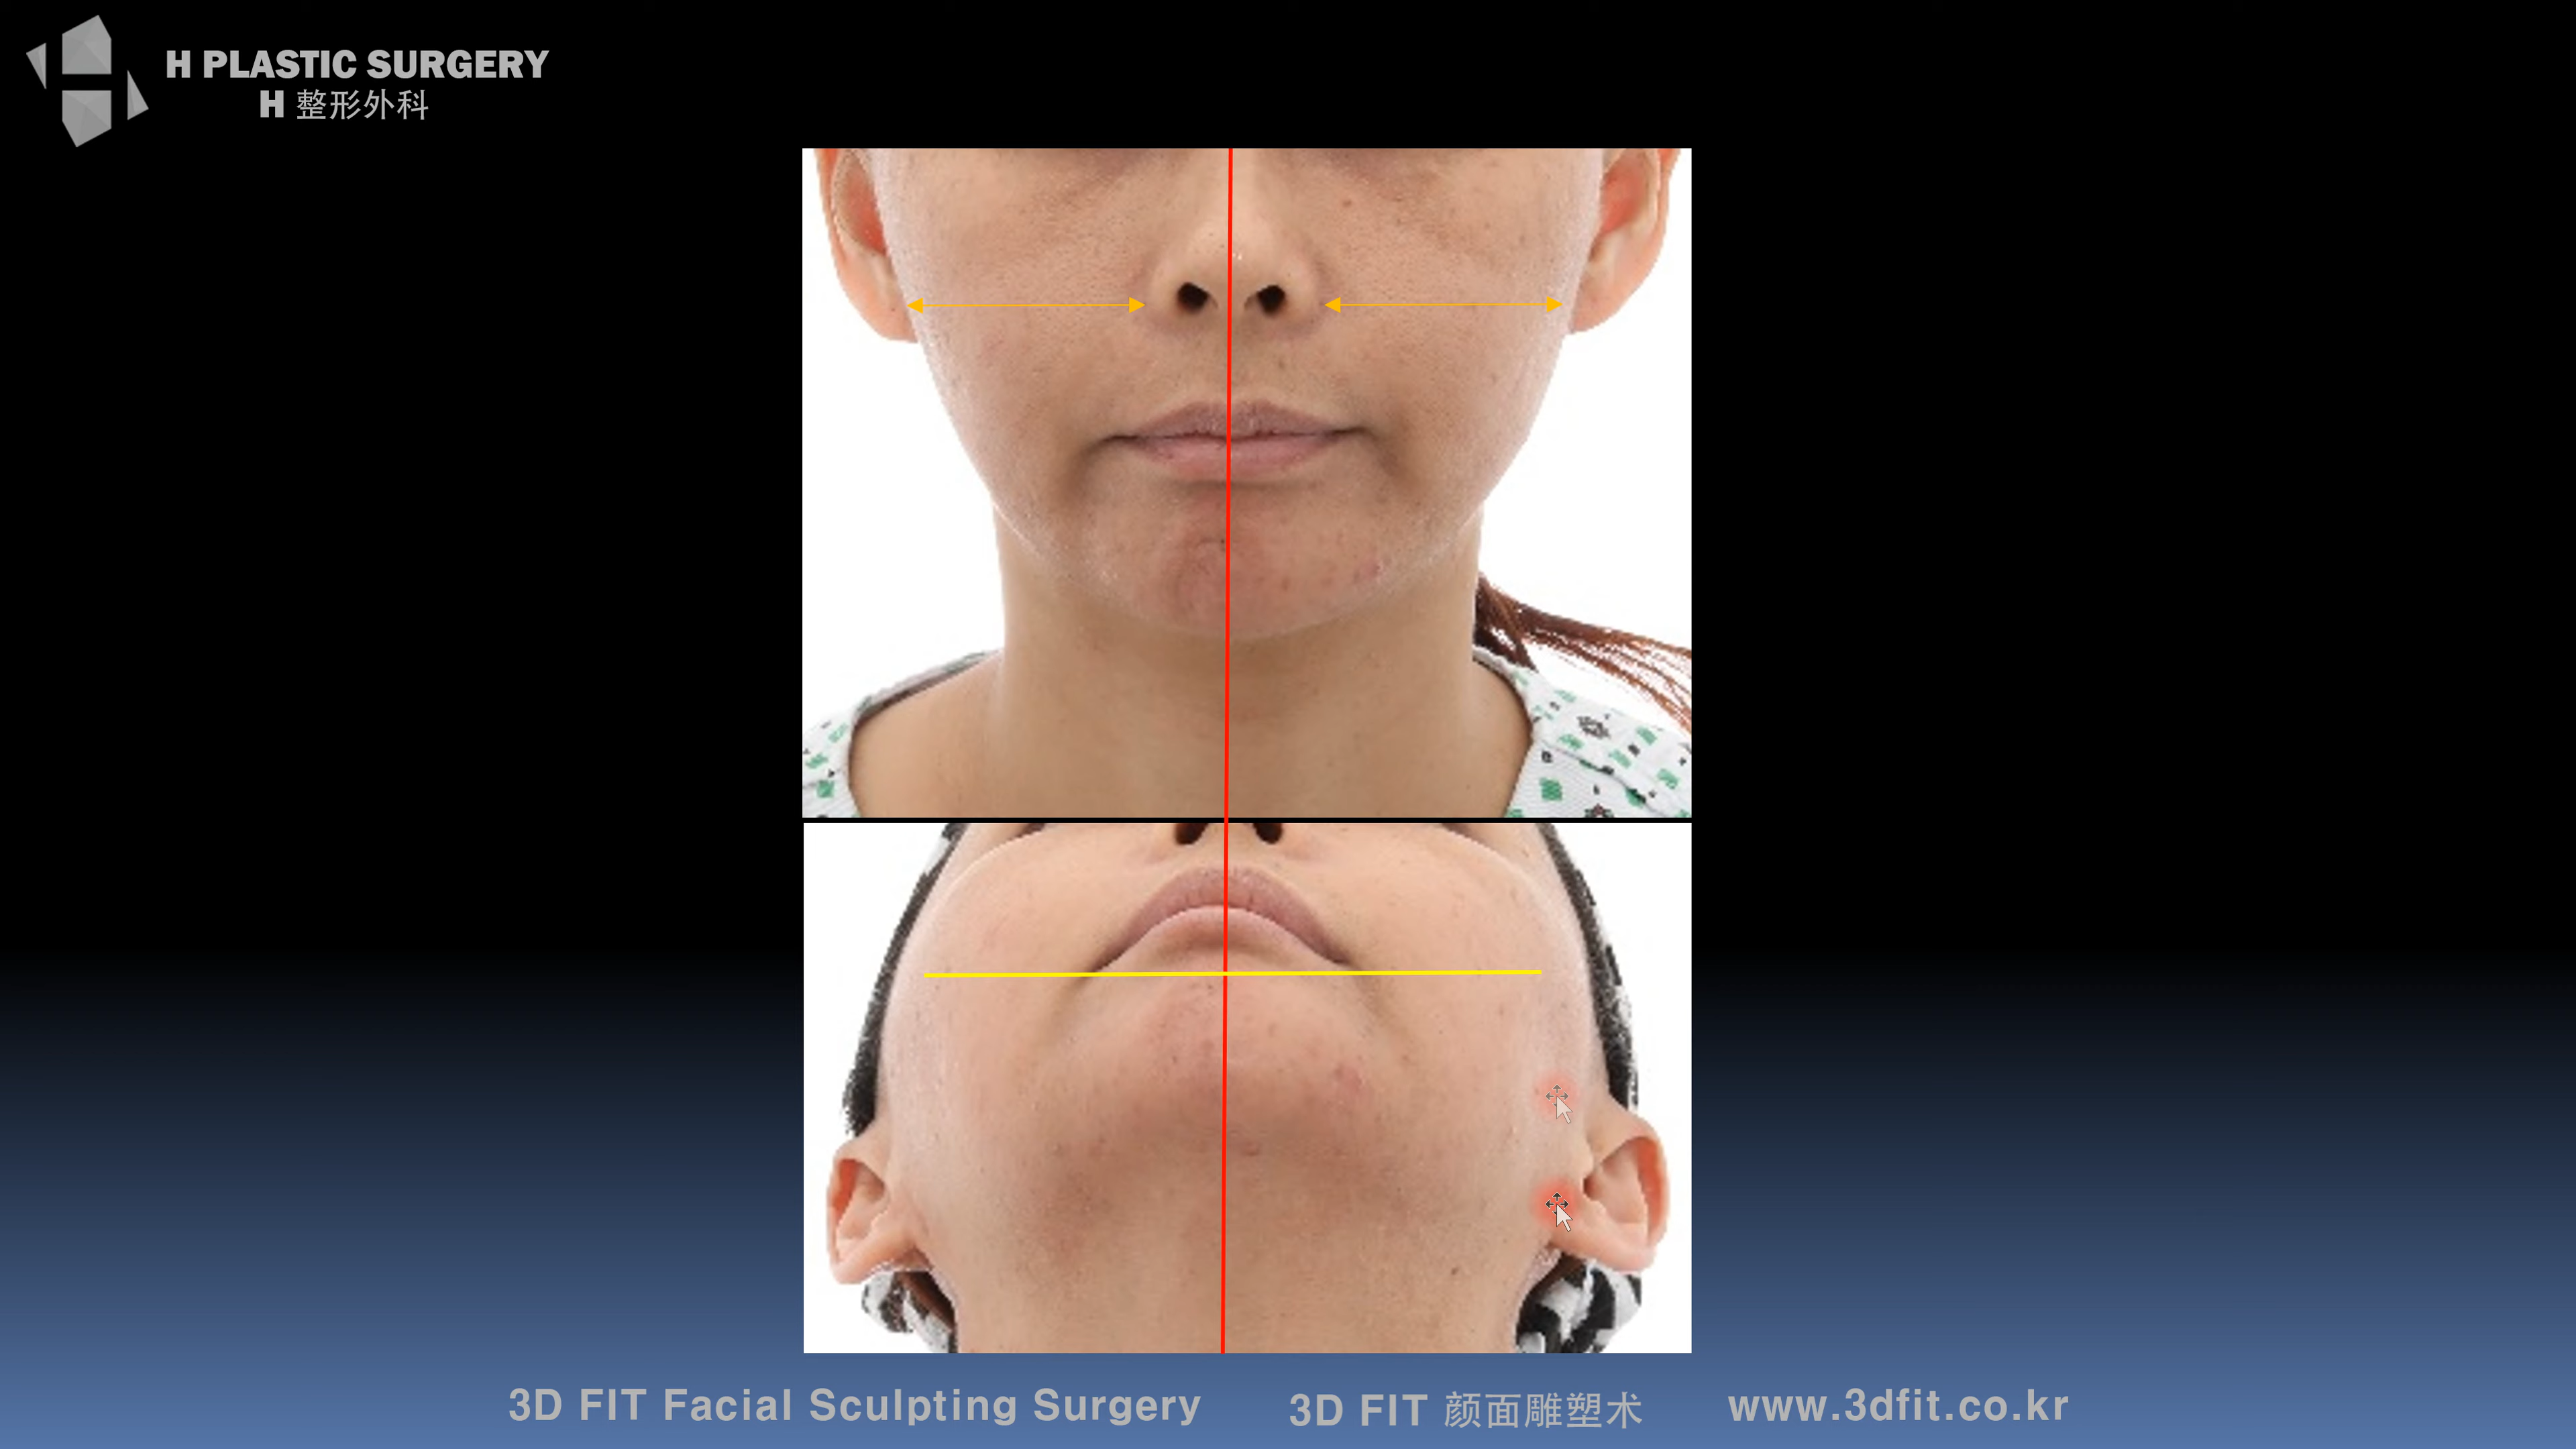 H PLASTIC SURGERY
H 整形外科
3D FIT Facial Sculpting Surgery
3D FIT 颜面雕塑术
www.3dfit.co.kr